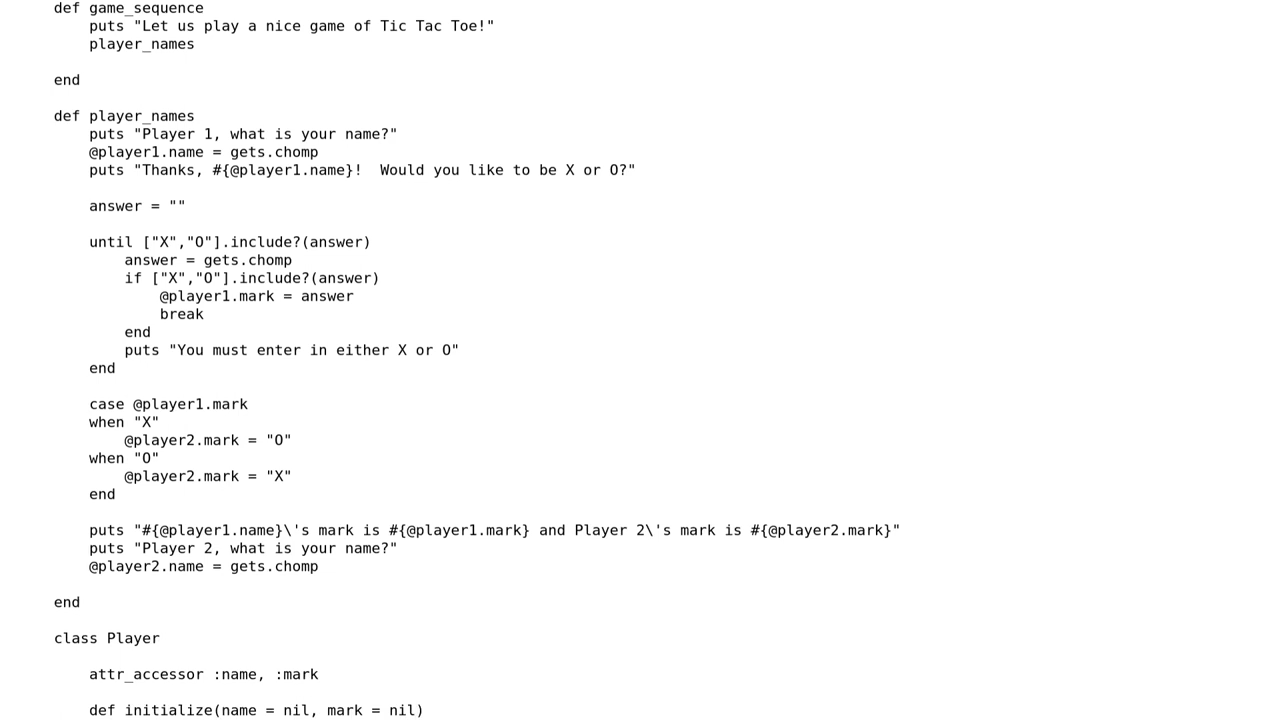 def game_sequence
    puts "Let us play a nice game of Tic Tac Toe!"
    player_names

end

def player_names
    puts "Player 1, what is your name?"
    @player1.name = gets.chomp
    puts "Thanks, #{@player1.name}!  Would you like to be X or O?"

    answer = ""

    until ["X","O"].include?(answer)
        answer = gets.chomp
        if ["X","O"].include?(answer)
            @player1.mark = answer
            break
        end
        puts "You must enter in either X or O"
    end

    case @player1.mark
    when "X"
        @player2.mark = "O"
    when "O"
        @player2.mark = "X"
    end

    puts "#{@player1.name}\'s mark is #{@player1.mark} and Player 2\'s mark is #{@player2.mark}"
    puts "Player 2, what is your name?"
    @player2.name = gets.chomp

end

class Player

    attr_accessor :name, :mark

    def initialize(name = nil, mark = nil)